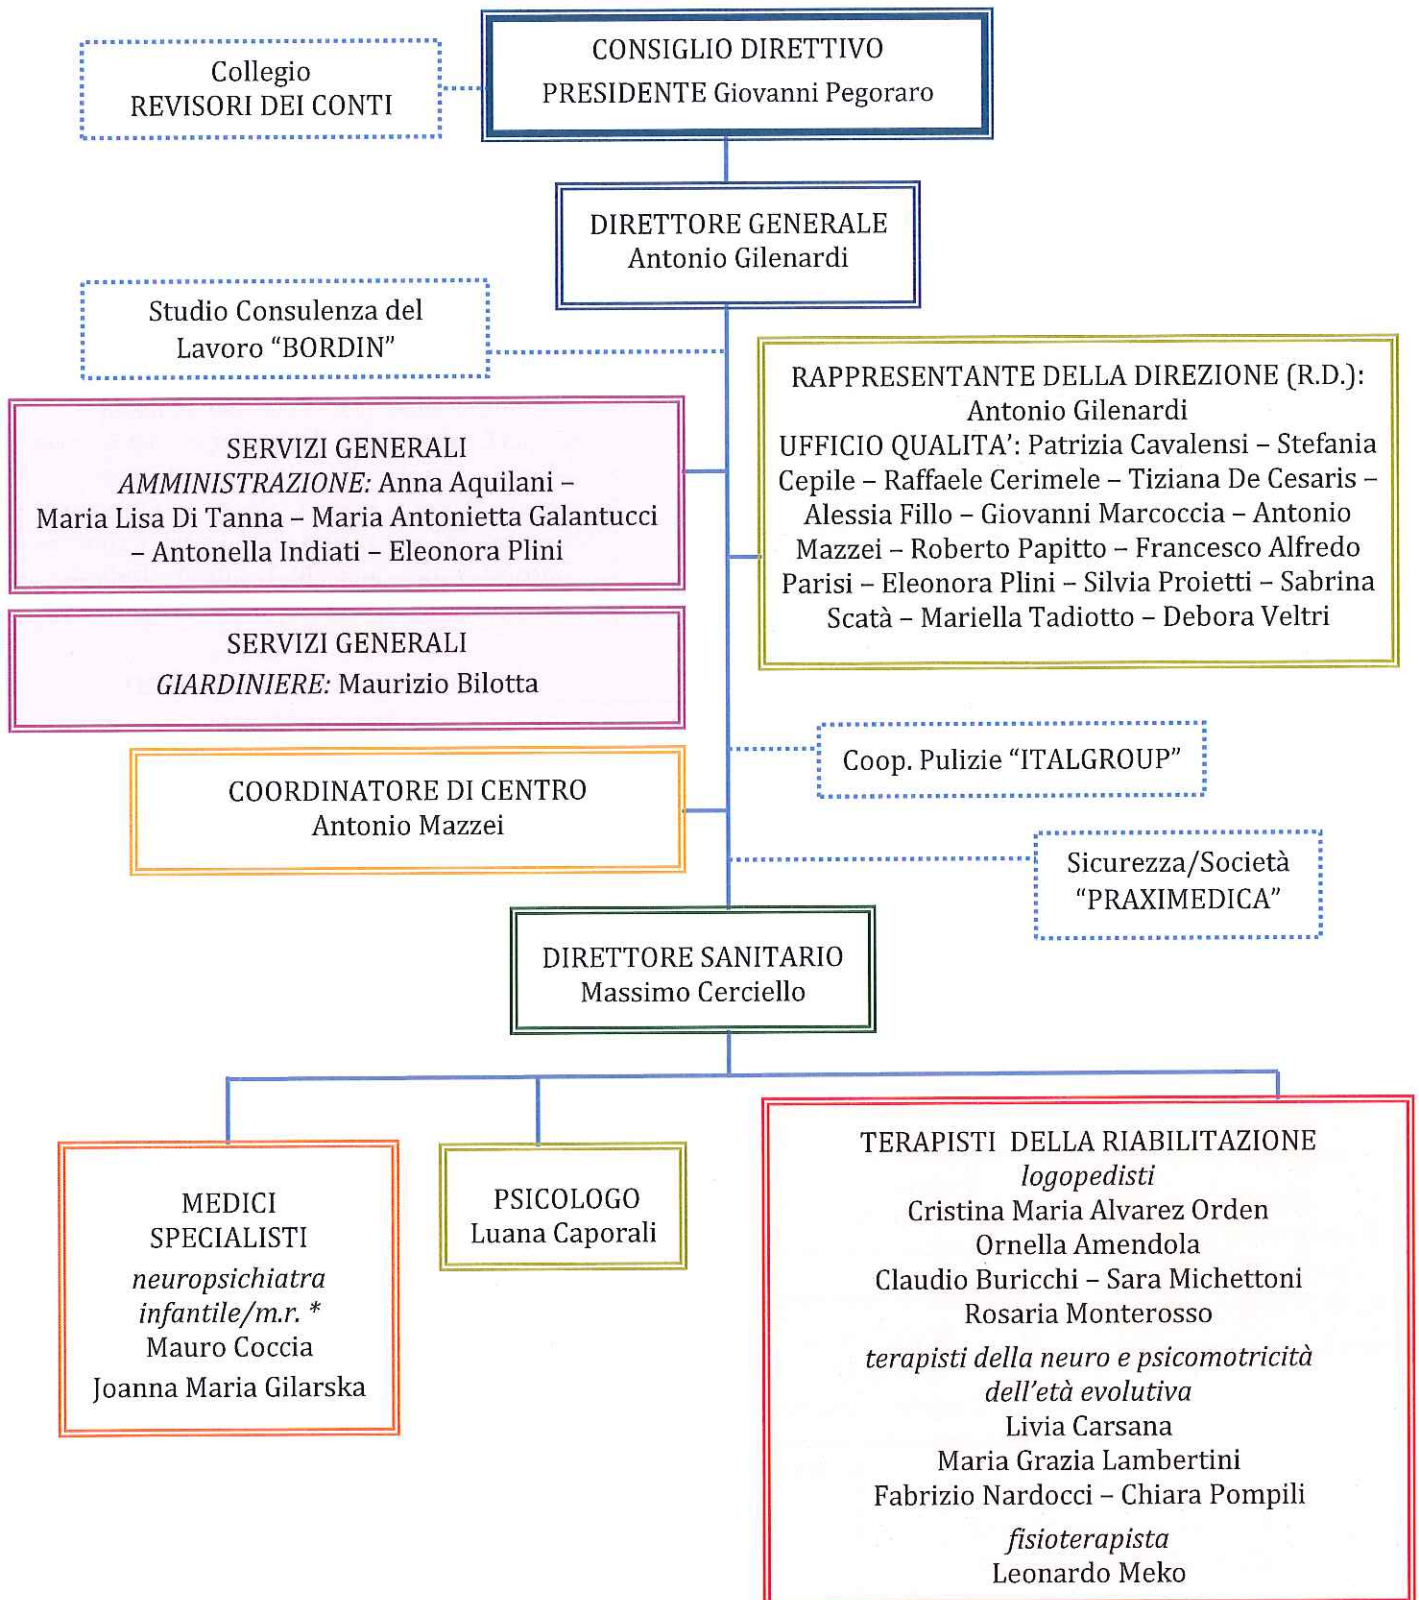 Collegio
REVISORI DEI CONTI
CONSIGLIO DIRETTIVO
PRESIDENTE Giovanni Pegoraro
DIRETTORE GENERALE
Antonio Gilenardi
Studio Consulenza del
Lavoro “BORDIN”
RAPPRESENTANTE DELLA DIREZIONE (R.D.):
Antonio Gilenardi
UFFICIO QUALITA’: Patrizia Cavalensi – Stefania
Cepile – Raffaele Cerimele – Tiziana De Cesaris –
Alessia Fillo – Giovanni Marcoccia – Antonio
Mazzei – Roberto Papitto – Francesco Alfredo
Parisi – Eleonora Plini – Silvia Proietti – Sabrina
Scatà – Mariella Tadiotto – Debora Veltri
SERVIZI GENERALI
AMMINISTRAZIONE: Anna Aquilani –
Maria Lisa Di Tanna – Maria Antonietta Galantucci
– Antonella Indiati – Eleonora Plini
SERVIZI GENERALI
GIARDINIERE: Maurizio Bilotta
Coop. Pulizie “ITALGROUP”
COORDINATORE DI CENTRO
Antonio Mazzei
Sicurezza/Società
“PRAXIMEDICA”
DIRETTORE SANITARIO
Massimo Cerciello
MEDICI
SPECIALISTI
neuropsichiatra
infantile/m.r. *
Mauro Coccia
Joanna Maria Gilarska
PSICOLOGO
Luana Caporali
TERAPISTI DELLA RIABILITAZIONE
logopedisti
Cristina Maria Alvarez Orden
Ornella Amendola
Claudio Buricchi – Sara Michettoni
Rosaria Monterosso
terapisti della neuro e psicomotricità
dell’età evolutiva
Livia Carsana
Maria Grazia Lambertini
Fabrizio Nardocci – Chiara Pompili
fisioterapista
Leonardo Meko